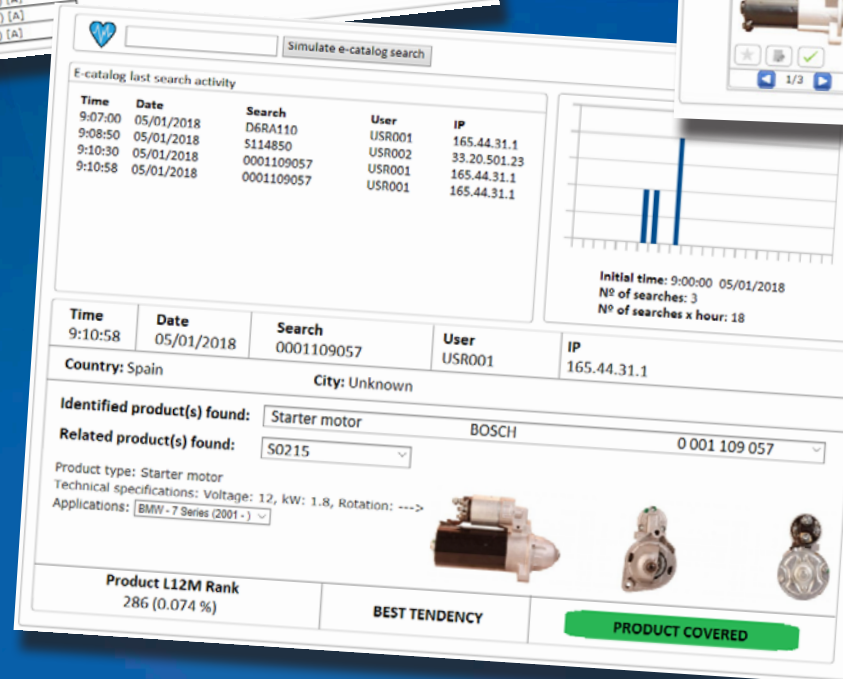 [A]
) [A]
) [A]
Simulate e-catalog search
1/3
E-catalog last search activity
Time Date Search User IP
9:07:00 05/01/2018 D6RA110 USR001 165.44.31.1
9:08:50 05/01/2018 S114850 USR002 33.20.501.23
9:10:30 05/01/2018 0001109057 USR001 165.44.31.1
9:10:58 05/01/2018 0001109057 USR001 165.44.31.1
Initial time: 9:00:00 05/01/2018
Nº of searches: 3
Nº of searches x hour: 18
Time Date Search User IP
9:10:58 05/01/2018 0001109057 USR001 165.44.31.1
Country: Spain City: Unknown
Identified product(s) found: Starter motor BOSCH 0 001 109 057
Related product(s) found: S0215
Product type: Starter motor
Technical specifications: Voltage: 12, kW: 1.8, Rotation: --->
Applications: BMW - 7 Series (2001 - )
Product L12M Rank
286 (0.074 %)
BEST TENDENCY
PRODUCT COVERED